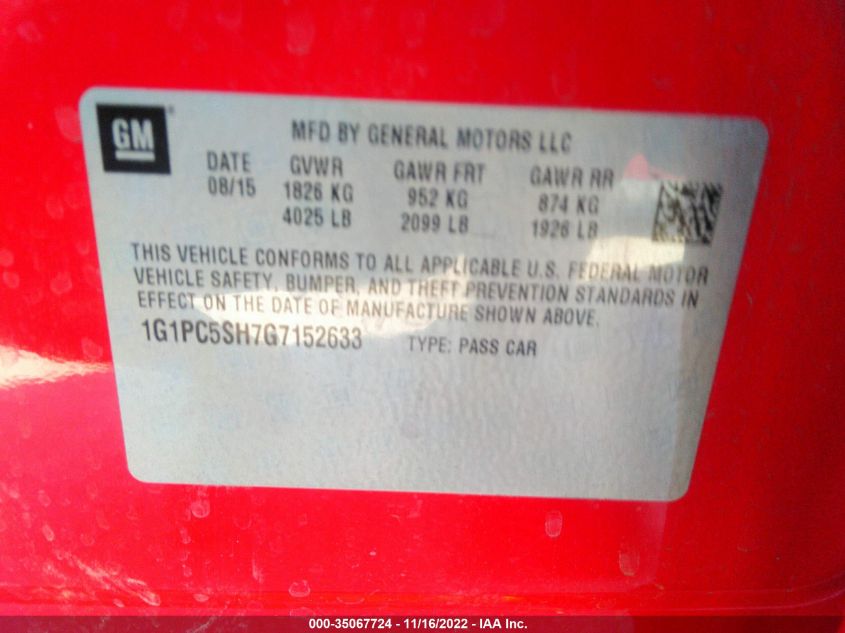 GM®
MFD BY GENERAL MOTORS LLC
DATE GVWR GAWR FRT GAWR RR
08/15 1826 KG 952 KG 874 KG
4025 LB 2099 LB 1926 LB
THIS VEHICLE CONFORMS TO ALL APPLICABLE U.S. FEDERAL MOTOR
VEHICLE SAFETY, BUMPER, AND THEFT PREVENTION STANDARDS IN
EFFECT ON THE DATE OF MANUFACTURE SHOWN ABOVE.
1G1PC5SH7G7152633 TYPE: PASS CAR
000-35067724 - 11/16/2022 - IAA Inc.